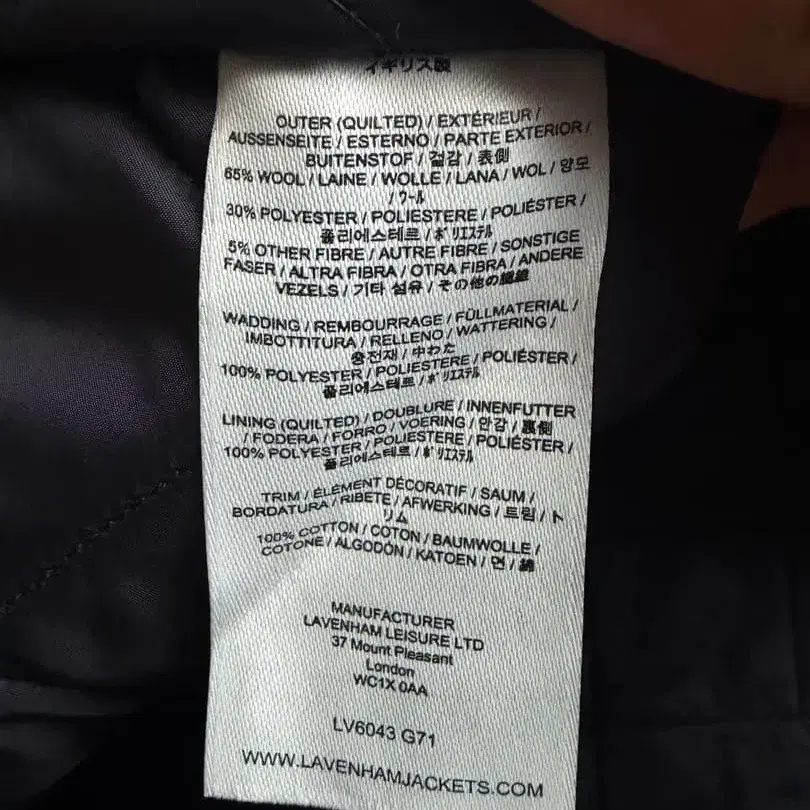 イギリス製
OUTER (QUILTED) / EXTÉRIEUR /
AUSSENSEITE / ESTERNO / PARTE EXTERIOR /
BUITENSTOF / 겉감 / 表側
65% WOOL / LAINE / WOLLE / LANA / WOL / 양모
/ ウール
30% POLYESTER / POLIESTERE / POLIÉSTER /
폴리에스테르 / ポリエステル
5% OTHER FIBRE / AUTRE FIBRE / SONSTIGE
FASER / ALTRA FIBRA / OTRA FIBRA / ANDERE
VEZELS / 기타 섬유 / その他の繊維
WADDING / REMBOURRAGE / FÜLLMATERIAL /
IMBOTTITURA / RELLENO / WATTERING /
충전재 / 中わた
100% POLYESTER / POLIESTERE / POLIÉSTER /
폴리에스테르 / ポリエステル
LINING (QUILTED) / DOUBLURE / INNENFUTTER
/ FODERA / FORRO / VOERING / 안감 / 裏側
100% POLYESTER / POLIESTERE / POLIÉSTER /
폴리에스테르 / ポリエステル
TRIM / ÉLÉMENT DÉCORATIF / SAUM /
BORDATURA / RIBETE / AFWERKING / 트림 / ト
リム
100% COTTON / COTON / BAUMWOLLE /
COTONE / ALGODÓN / KATOEN / 면 / 綿
MANUFACTURER
LAVENHAM LEISURE LTD
37 Mount Pleasant
London
WC1X 0AA
LV6043 G71
WWW.LAVENHAMJACKETS.COM